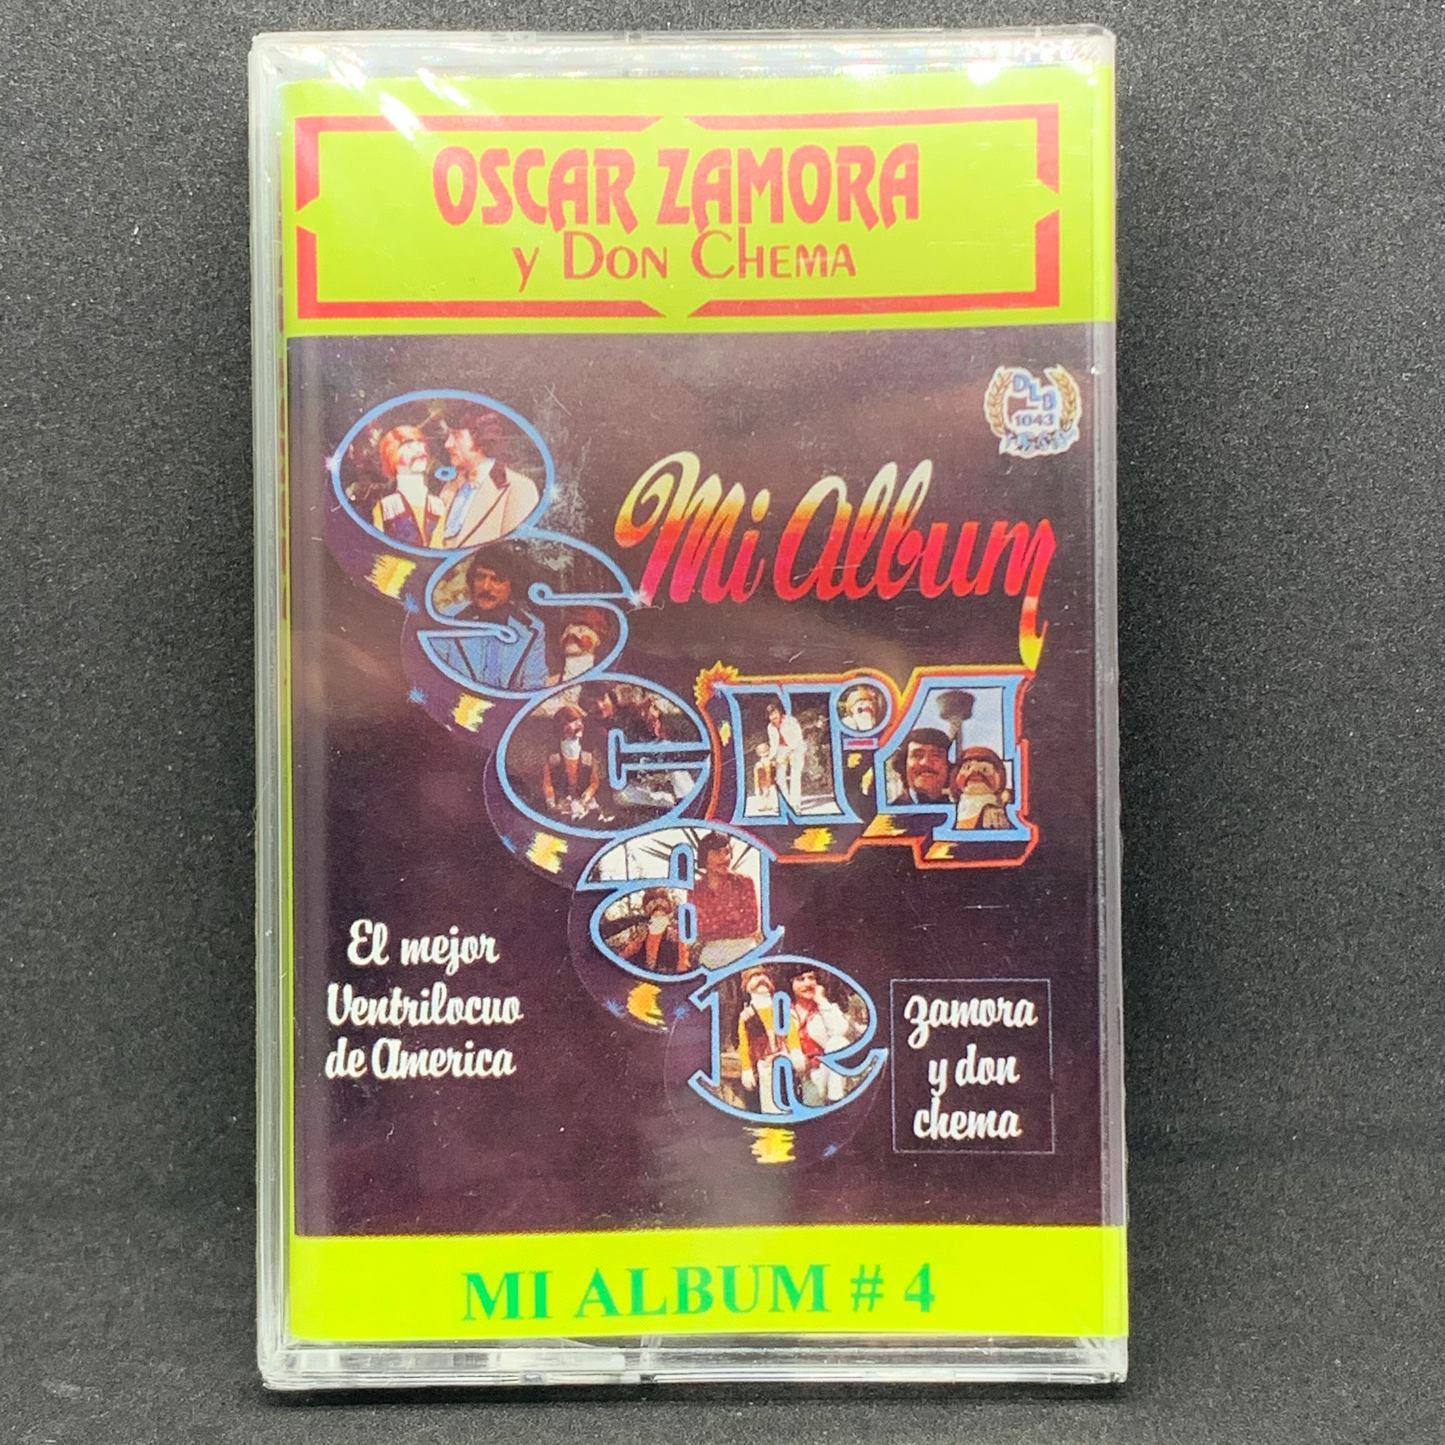 OSCAR ZAMORA
y DON CHEMA
DLB
1043
Mi Album
OSCaR
Nº4
El mejor
Ventrilocuo
de America
zamora
y don
chema
MI ALBUM # 4